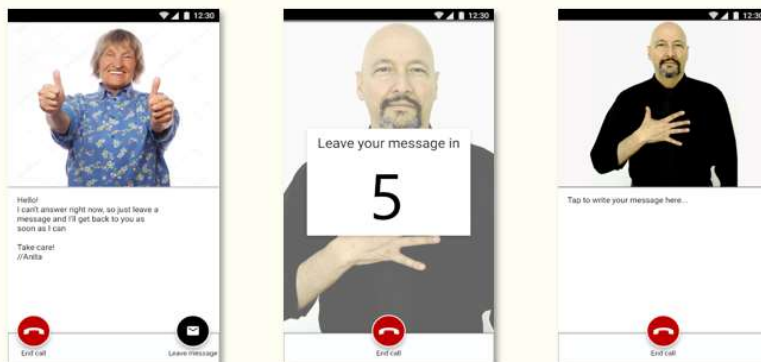 12:30
Hello!
I can't answer right now, so just leave a
message and I'll get back to you as
soon as I can
Take care!
//Anita
End call
Leave message
12:30
Leave your message in
5
End call
12:30
Tap to write your message here...
End call